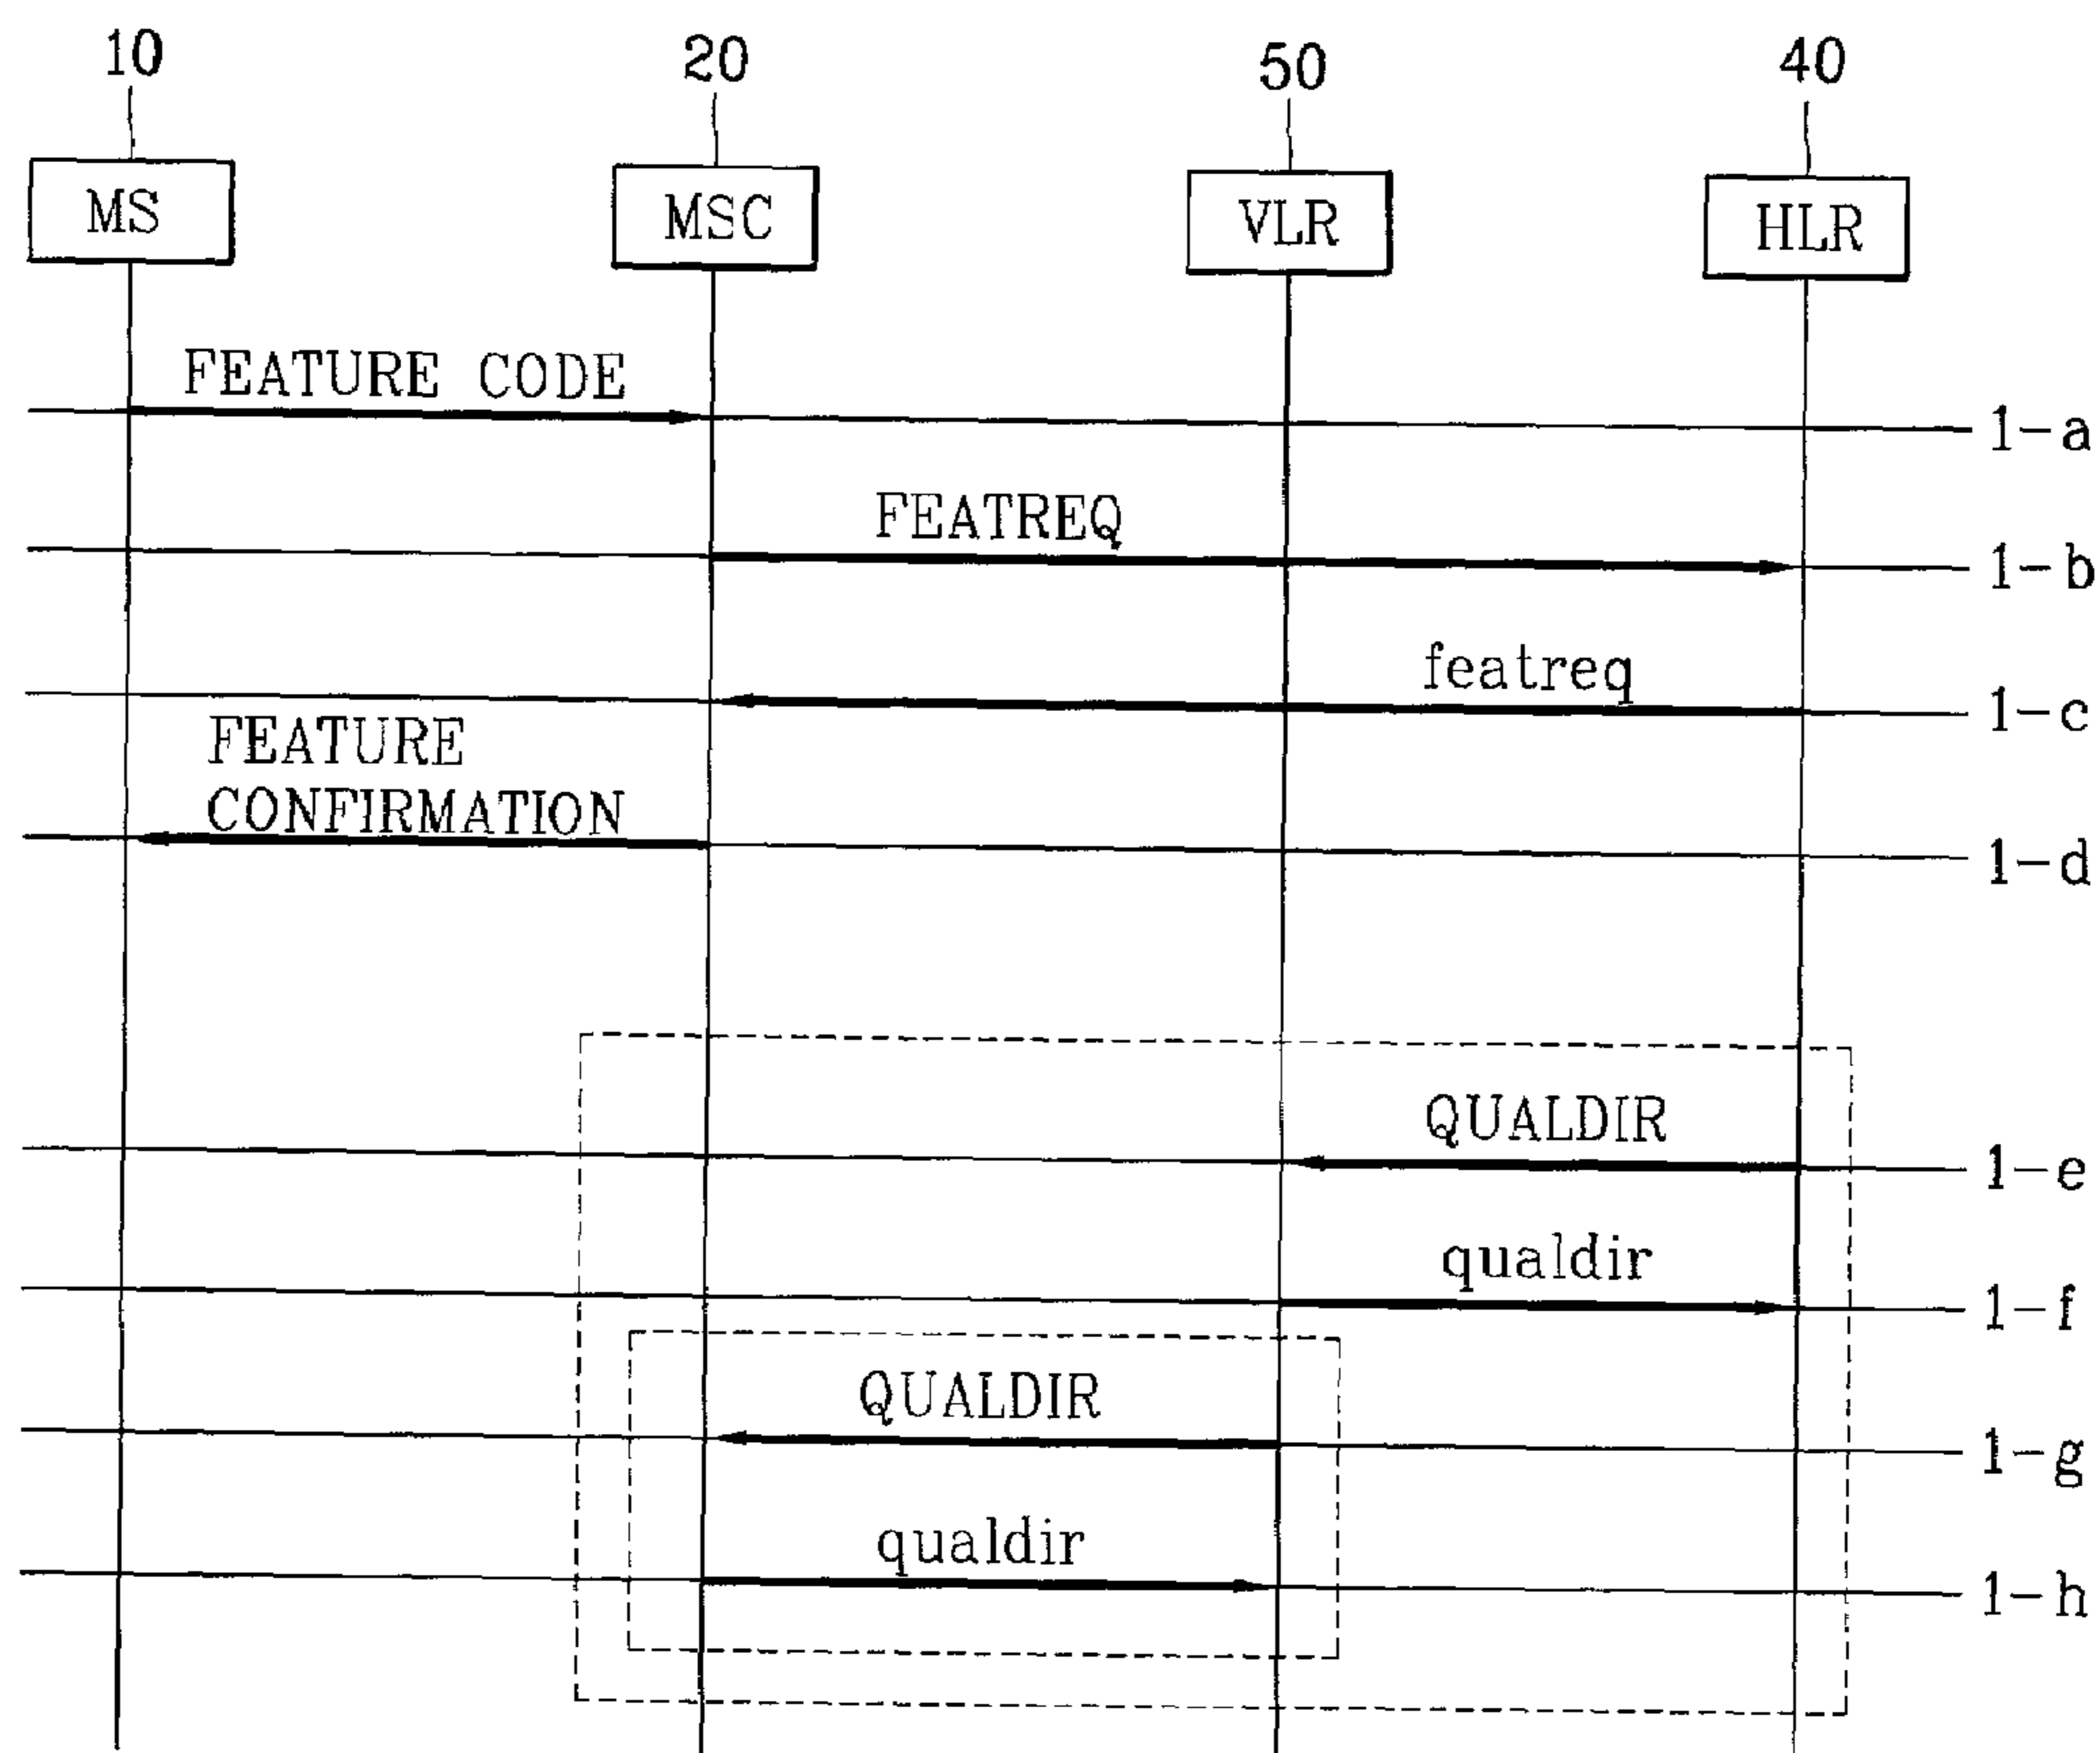 10 20 50 40
MS MSC VLR HLR
FEATURE CODE
1-a
FEATREQ
1-b
featreq
1-c
FEATURE
CONFIRMATION
1-d
QUALDIR
1-e
qualdir
1-f
QUALDIR
1-g
qualdir
1-h